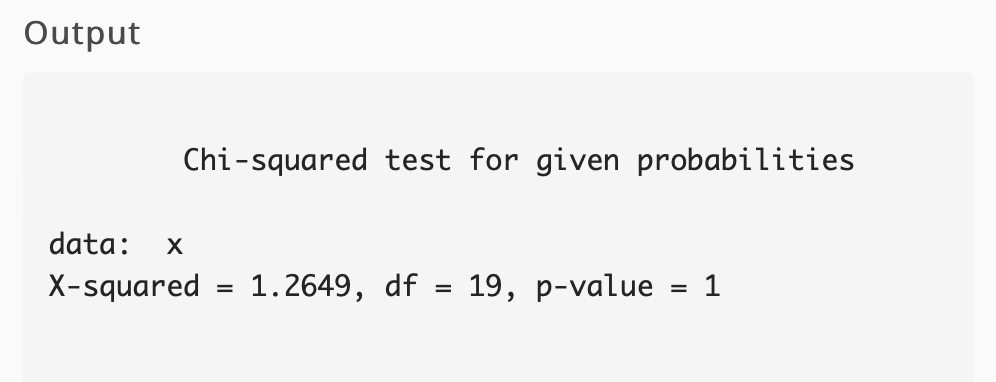 Output
Chi-squared test for given probabilities
data:  x
X-squared = 1.2649, df = 19, p-value = 1